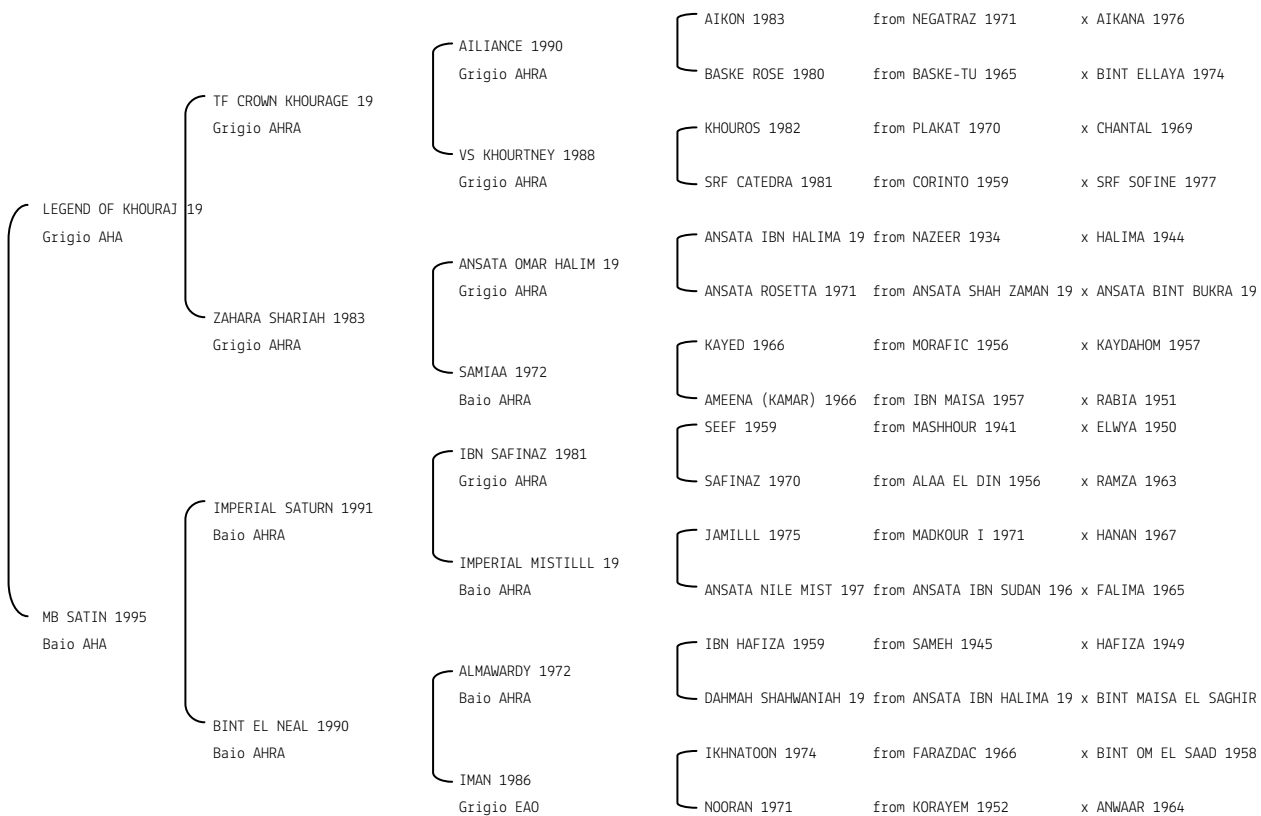 AIKON 1983 from NEGATRAZ 1971 x AIKANA 1976
AILIANCE 1990
Grigio AHRA BASKE ROSE 1980 from BASKE-TU 1965 x BINT ELLAYA 1974
TF CROWN KHOURAGE 19
Grigio AHRA KHOUROS 1982 from PLAKAT 1970 x CHANTAL 1969
VS KHOURTNEY 1988
Grigio AHRA SRF CATEDRA 1981 from CORINTO 1959 x SRF SOFINE 1977
LEGEND OF KHOURAJ 19
Grigio AHA ANSATA IBN HALIMA 19 from NAZEER 1934 x HALIMA 1944
ANSATA OMAR HALIM 19
Grigio AHRA ANSATA ROSETTA 1971 from ANSATA SHAH ZAMAN 19 x ANSATA BINT BUKRA 19
ZAHARA SHARIAH 1983
Grigio AHRA KAYED 1966 from MORAFIC 1956 x KAYDAHOM 1957
SAMIAA 1972
Baio AHRA AMEENA (KAMAR) 1966 from IBN MAISA 1957 x RABIA 1951
SEEF 1959 from MASHHOUR 1941 x ELWYA 1950
IBN SAFINAZ 1981
Grigio AHRA SAFINAZ 1970 from ALAA EL DIN 1956 x RAMZA 1963
IMPERIAL SATURN 1991
Baio AHRA JAMILLL 1975 from MADKOUR I 1971 x HANAN 1967
IMPERIAL MISTILLL 19
Baio AHRA ANSATA NILE MIST 197 from ANSATA IBN SUDAN 196 x FALIMA 1965
MB SATIN 1995
Baio AHA IBN HAFIZA 1959 from SAMEH 1945 x HAFIZA 1949
ALMAWARDY 1972
Baio AHRA DAHMAH SHAHWANIAH 19 from ANSATA IBN HALIMA 19 x BINT MAISA EL SAGHIR
BINT EL NEAL 1990
Baio AHRA IKHNATOON 1974 from FARAZDAC 1966 x BINT OM EL SAAD 1958
IMAN 1986
Grigio EAO NOORAN 1971 from KORAYEM 1952 x ANWAAR 1964